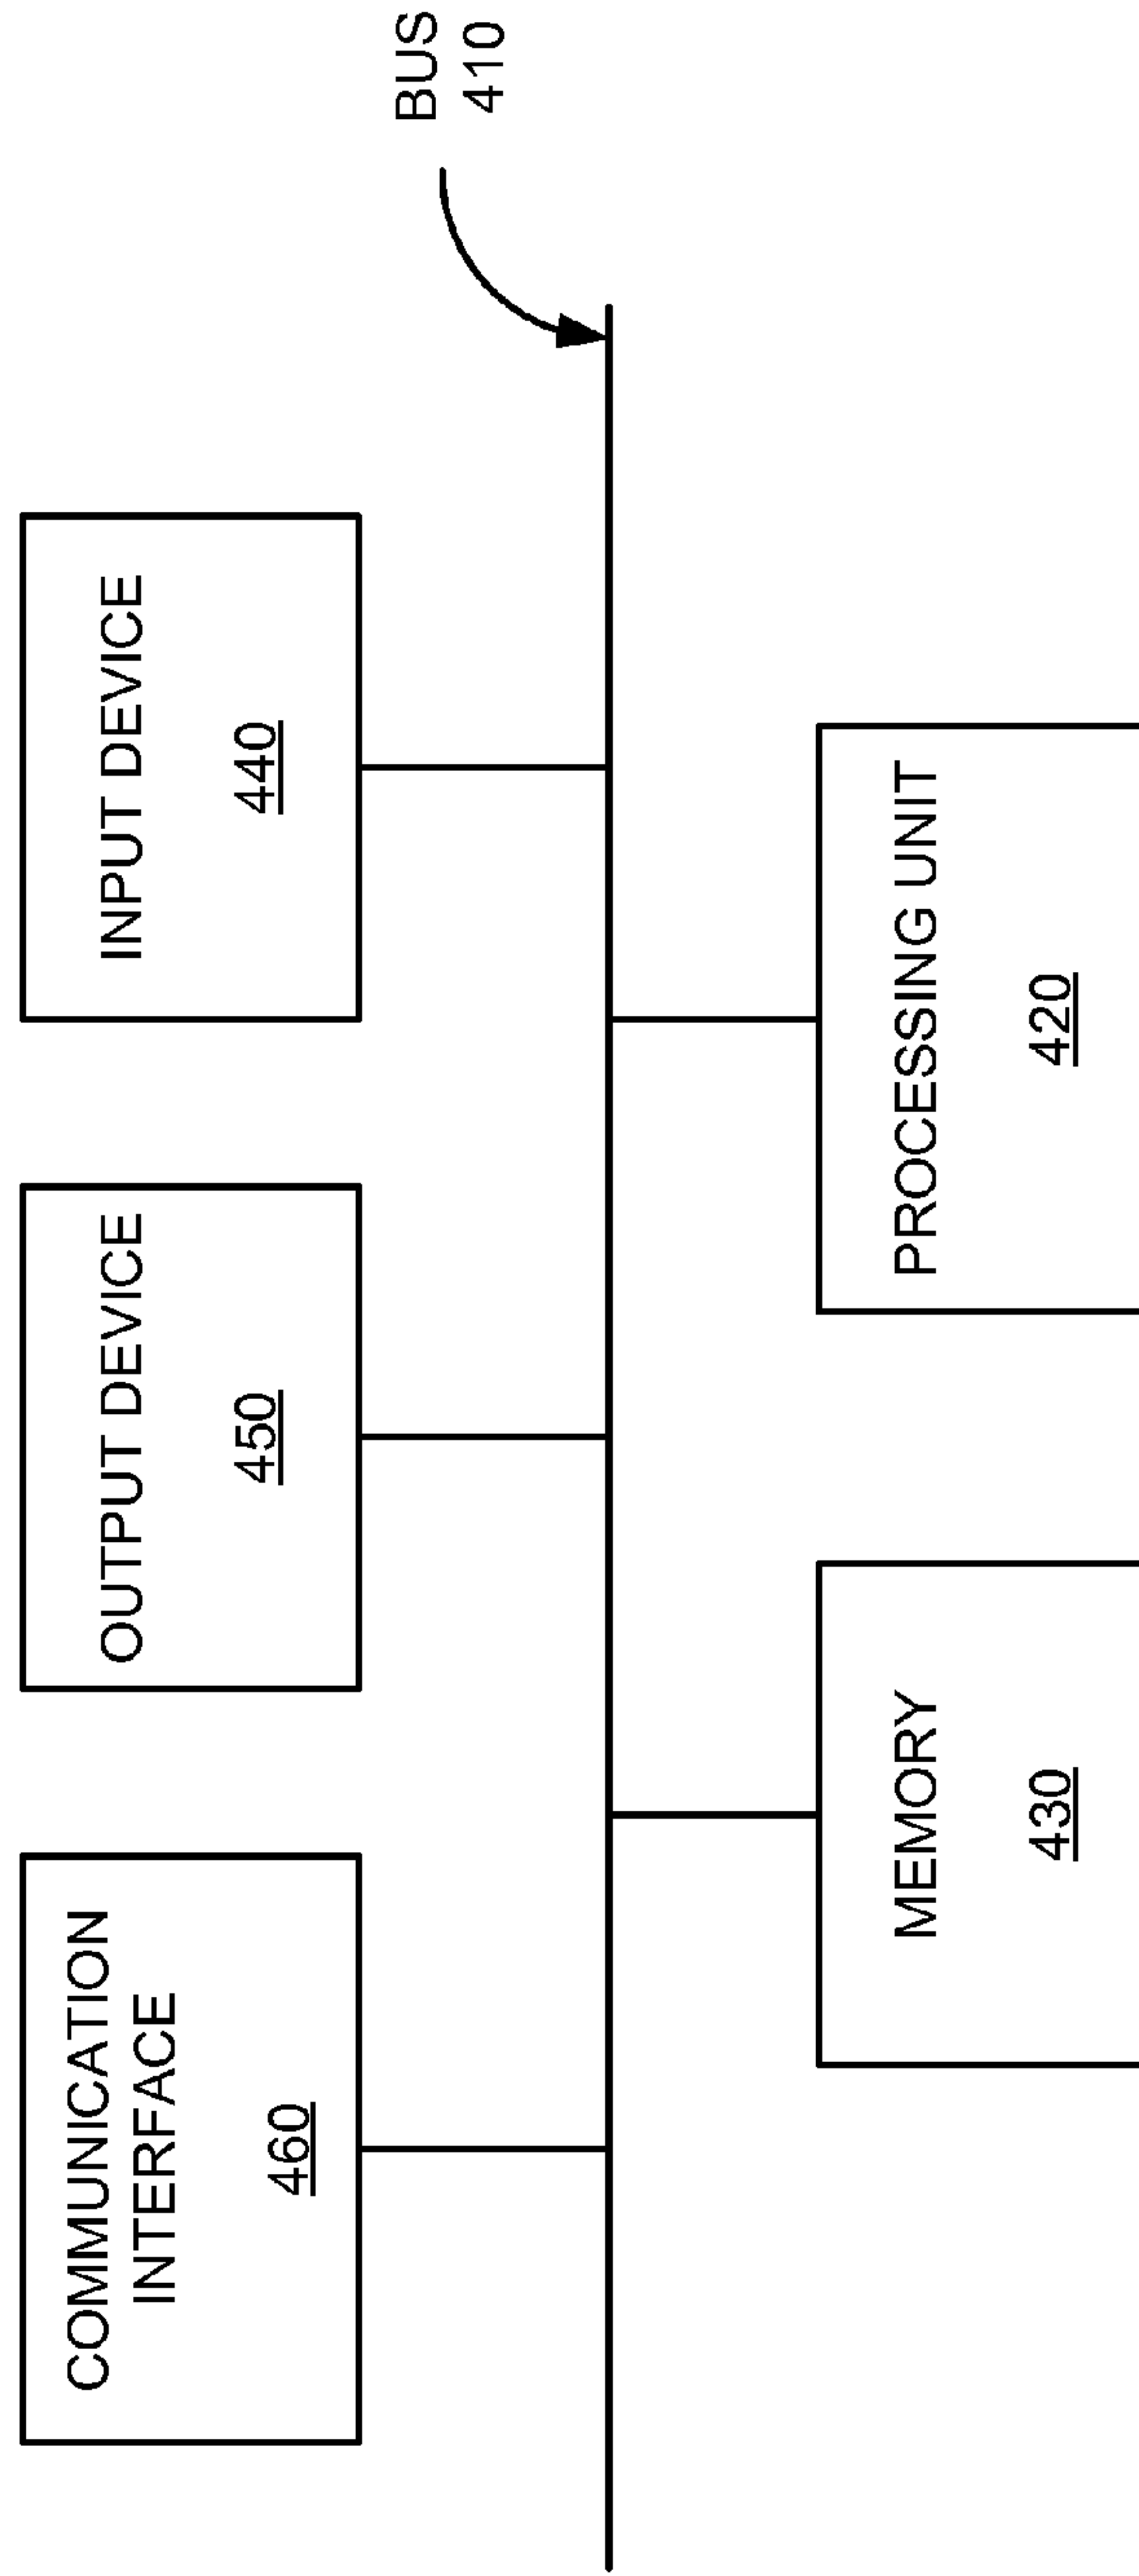 COMMUNICATION
INTERFACE
460
OUTPUT DEVICE
450
INPUT DEVICE
440
BUS
410
MEMORY
430
PROCESSING UNIT
420